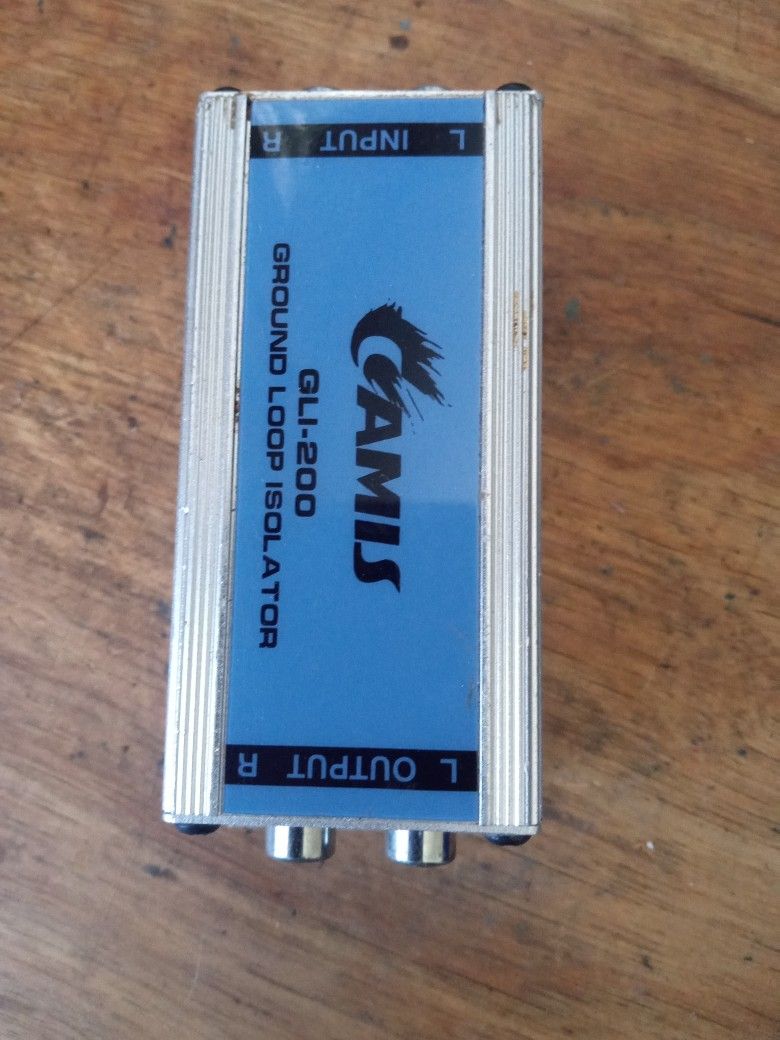 L INPUT R
CAMIS
GLI-200
GROUND LOOP ISOLATOR
L OUTPUT R